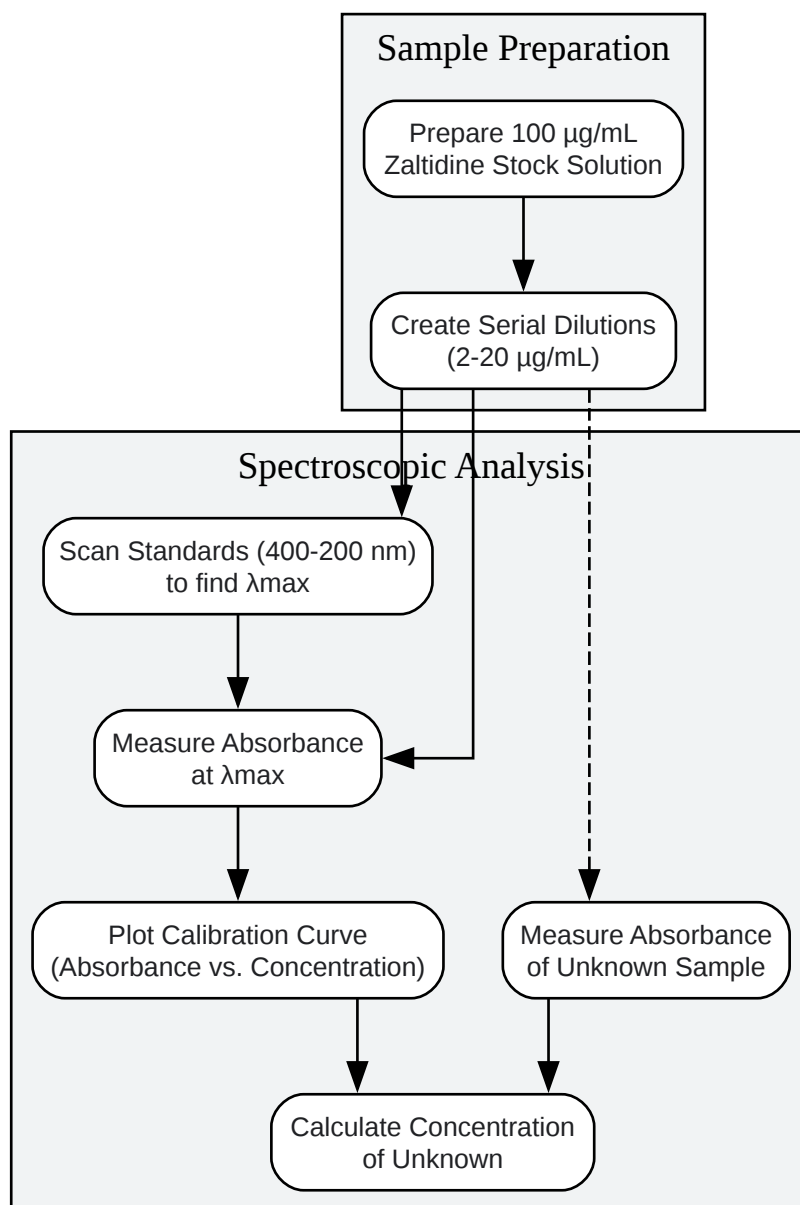 Sample Preparation
Prepare 100 µg/mL
Zaltidine Stock Solution
Create Serial Dilutions
(2-20 µg/mL)
Spectroscopic Analysis
Scan Standards (400-200 nm)
to find λmax
Measure Absorbance
at λmax
Plot Calibration Curve
(Absorbance vs. Concentration)
Measure Absorbance
of Unknown Sample
Calculate Concentration
of Unknown